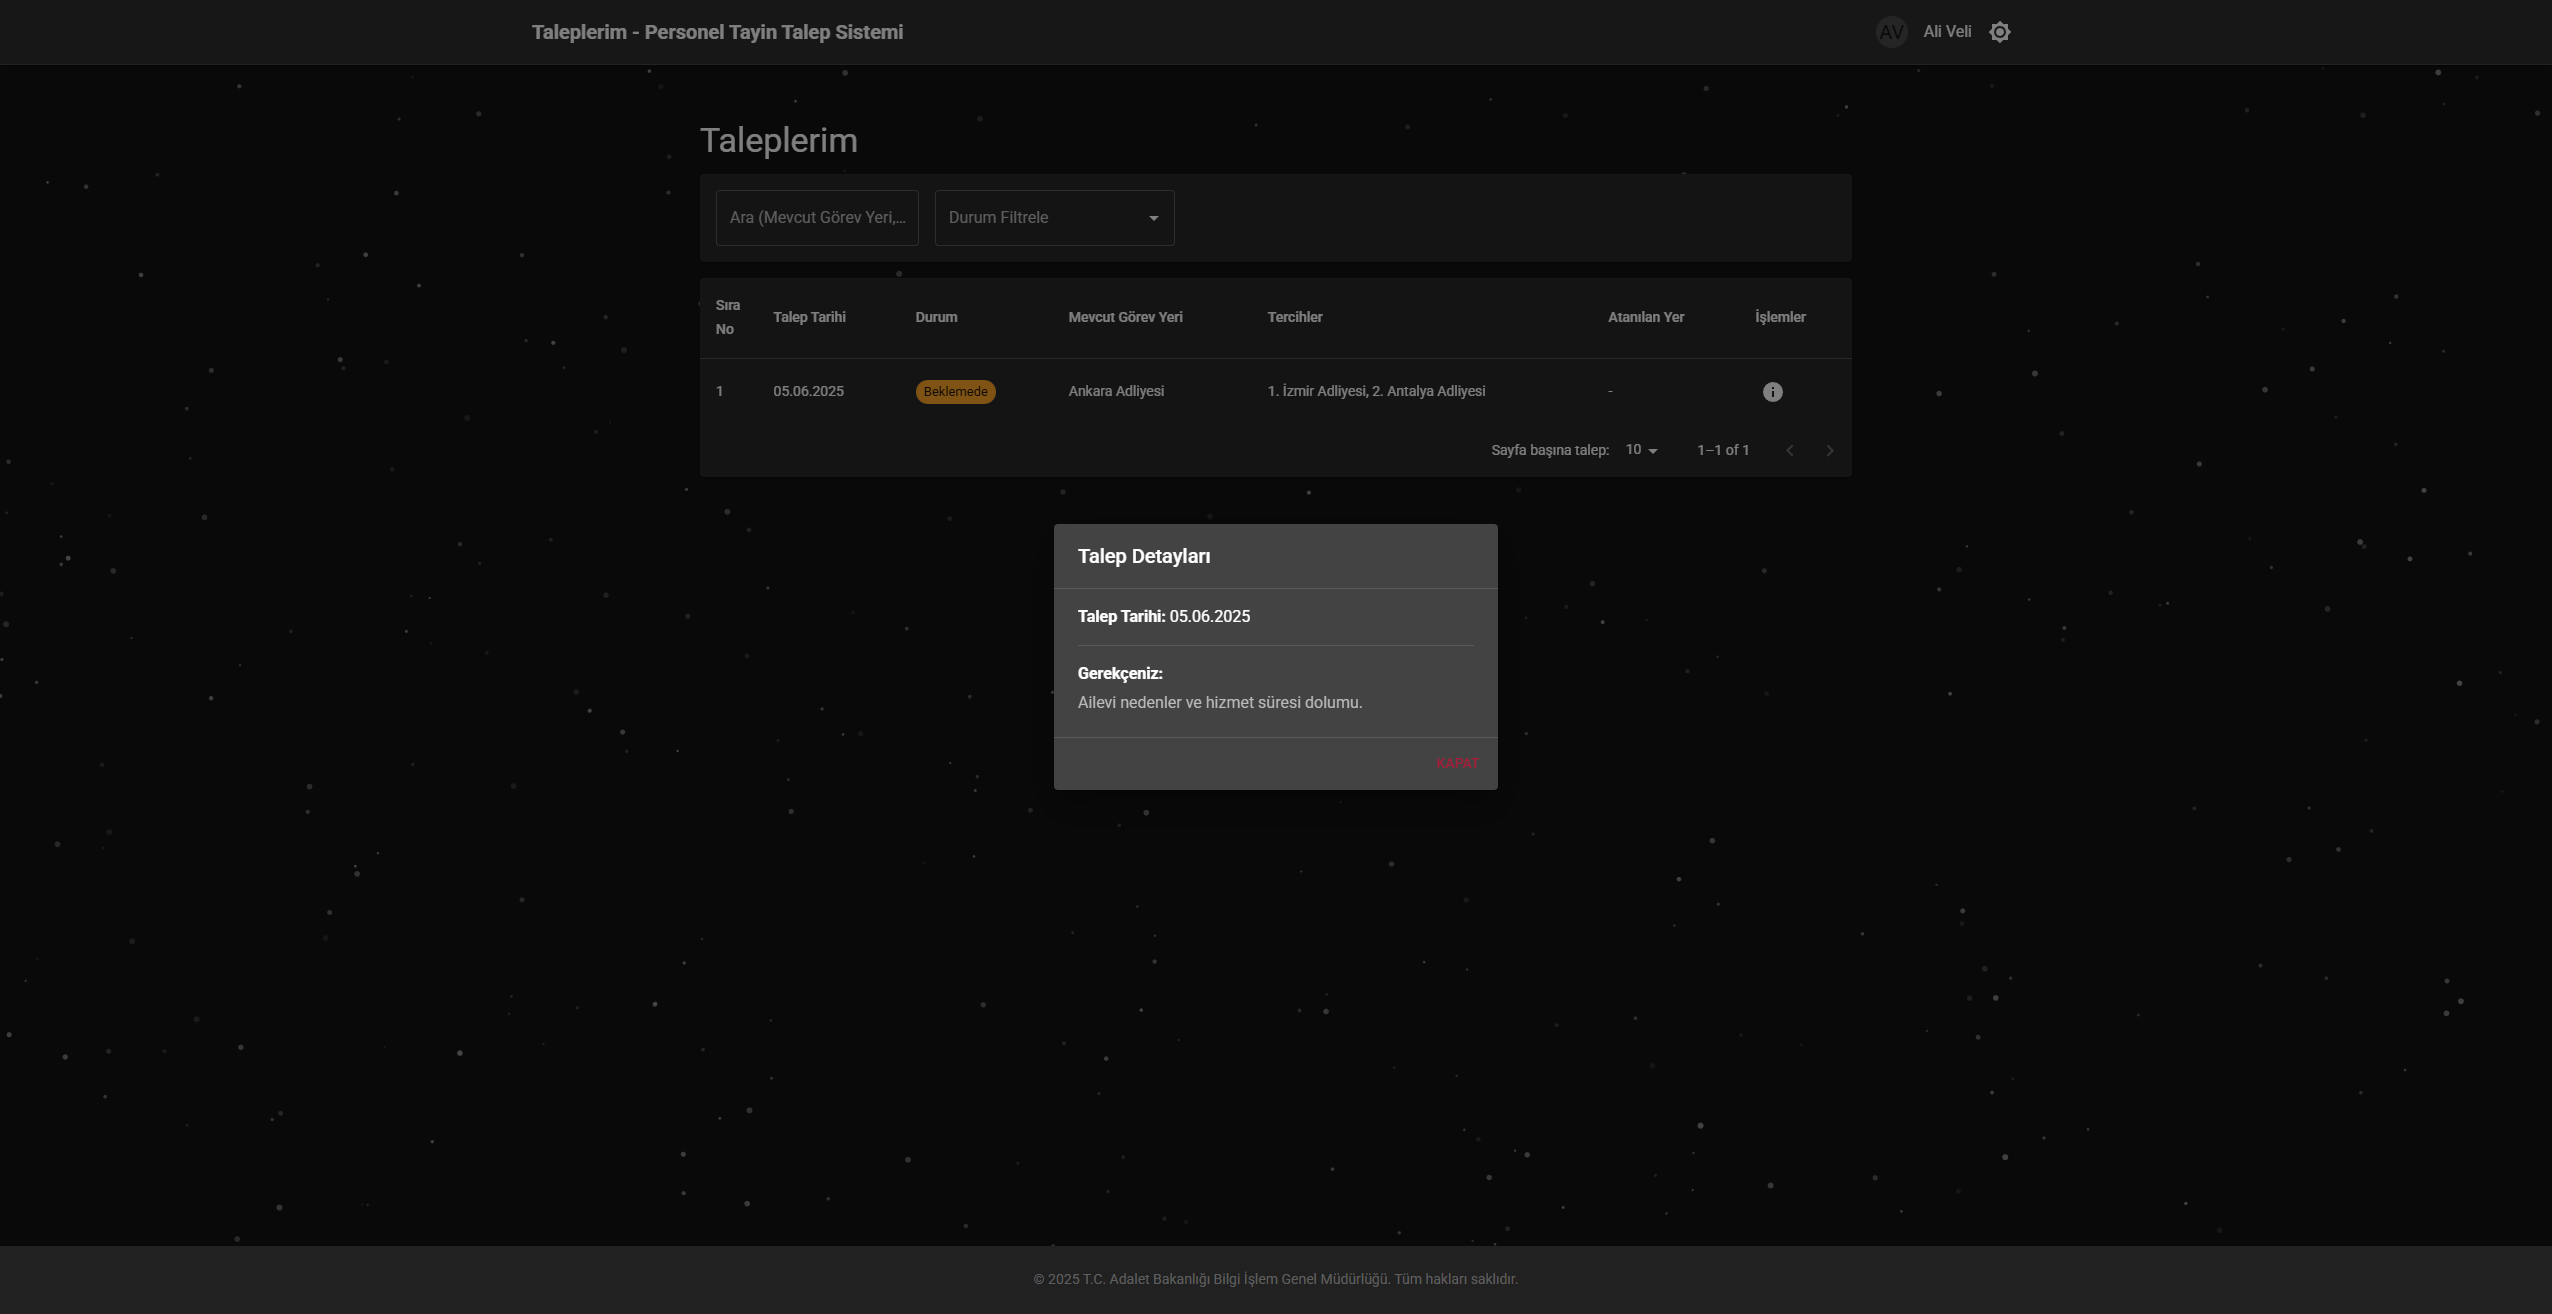 Taleplerim - Personel Tayin Talep Sistemi
AV Ali Veli
Taleplerim
Ara (Mevcut Görev Yeri,... Durum Filtrele
Sıra No Talep Tarihi Durum Mevcut Görev Yeri Tercihler Atanılan Yer İşlemler
1 05.06.2025 Beklemede Ankara Adliyesi 1. İzmir Adliyesi, 2. Antalya Adliyesi -
Sayfa başına talep: 10 1–1 of 1
Talep Detayları
Talep Tarihi: 05.06.2025
Gerekçeniz:
Ailevi nedenler ve hizmet süresi dolumu.
KAPAT
© 2025 T.C. Adalet Bakanlığı Bilgi İşlem Genel Müdürlüğü. Tüm hakları saklıdır.